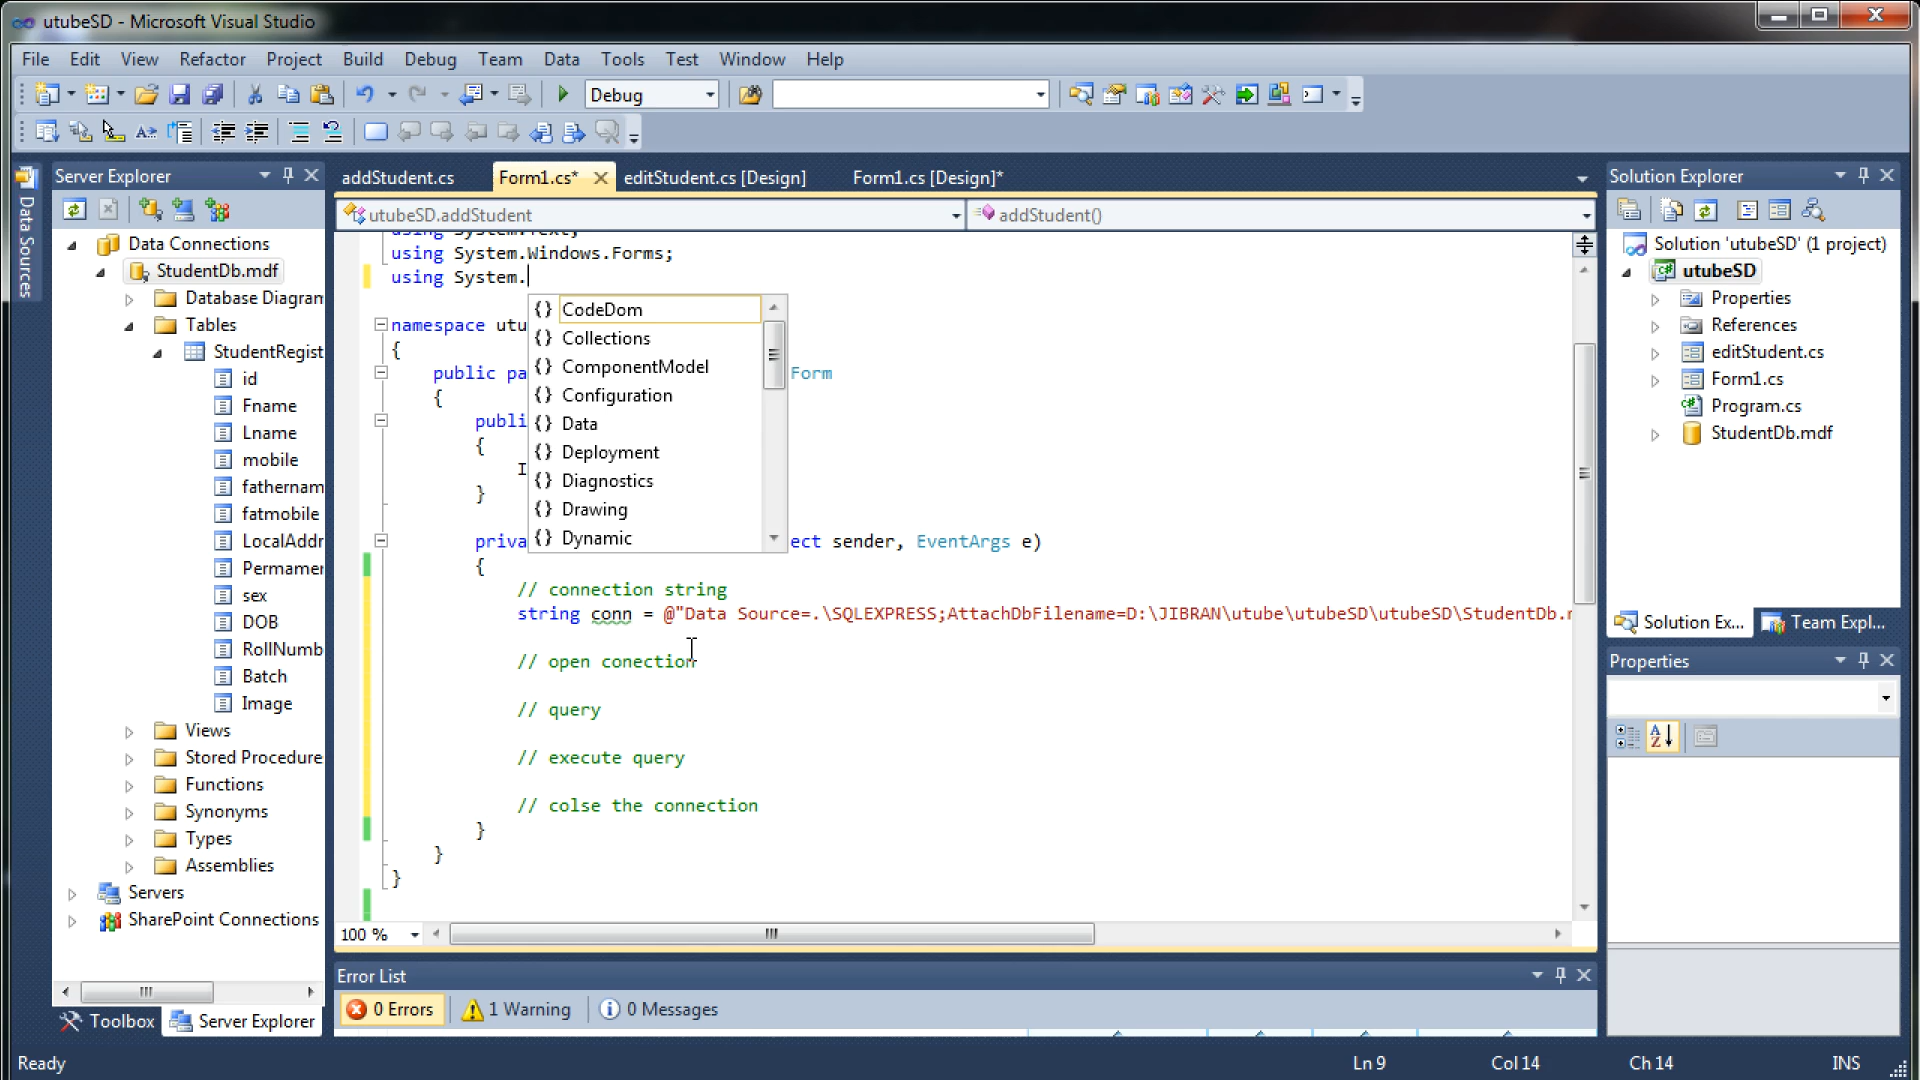 utubeSD - Microsoft Visual Studio
File Edit View Refactor Project Build Debug Team Data Tools Test Window Help
Debug
Data Sources
Server Explorer
Data Connections
StudentDb.mdf
Database Diagran
Tables
StudentRegist
id
Fname
Lname
mobile
fathernam
fatmobile
LocalAddr
Permamer
sex
DOB
RollNumb
Batch
Image
Views
Stored Procedure
Functions
Synonyms
Types
Assemblies
Servers
SharePoint Connections
Toolbox Server Explorer
addStudent.cs Form1.cs* editStudent.cs [Design] Form1.cs [Design]*
utubeSD.addStudent addStudent()
using System.Text;
using System.Windows.Forms;
using System.
CodeDom
Collections
ComponentModel
Configuration
Data
Deployment
Diagnostics
Drawing
Dynamic
namespace utu
{
public pa Form
{
publi
{
I
}
priva ect sender, EventArgs e)
{
// connection string
string conn = @"Data Source=.\SQLEXPRESS;AttachDbFilename=D:\JIBRAN\utube\utubeSD\utubeSD\StudentDb.
// open conection
// query
// execute query
// colse the connection
}
}
}
100 %
Error List
0 Errors 1 Warning 0 Messages
Solution Explorer
Solution 'utubeSD' (1 project)
utubeSD
Properties
References
editStudent.cs
Form1.cs
Program.cs
StudentDb.mdf
Solution Ex... Team Expl...
Properties
Ready Ln 9 Col 14 Ch 14 INS